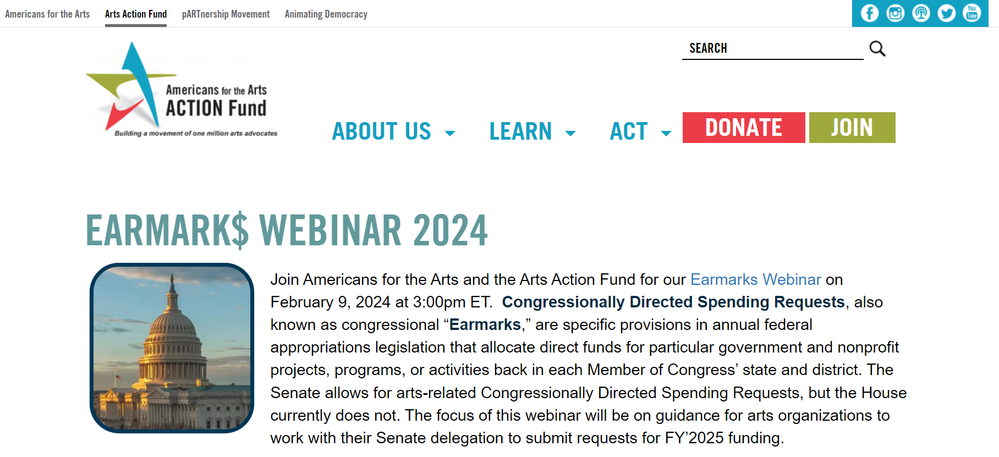 Americans for the Arts
Arts Action Fund
pARTnership Movement
Animating Democracy
You
Tube
SEARCH
Americans for the Arts
ACTION Fund
Building a movement of one million arts advocates
ABOUT US
LEARN
ACT
DONATE
JOIN
EARMARK$ WEBINAR 2024
Join Americans for the Arts and the Arts Action Fund for our Earmarks Webinar on
February 9, 2024 at 3:00pm ET.  Congressionally Directed Spending Requests, also
known as congressional “Earmarks,” are specific provisions in annual federal
appropriations legislation that allocate direct funds for particular government and nonprofit
projects, programs, or activities back in each Member of Congress’ state and district. The
Senate allows for arts-related Congressionally Directed Spending Requests, but the House
currently does not. The focus of this webinar will be on guidance for arts organizations to
work with their Senate delegation to submit requests for FY’2025 funding.